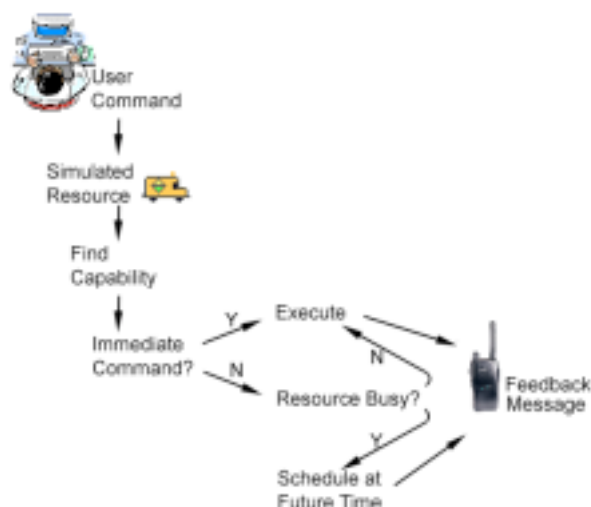 User
Command
Simulated
Resource
Find
Capability
Immediate
Command?
Y
Execute
N
N
Resource Busy?
Y
Feedback
Message
Schedule at
Future Time